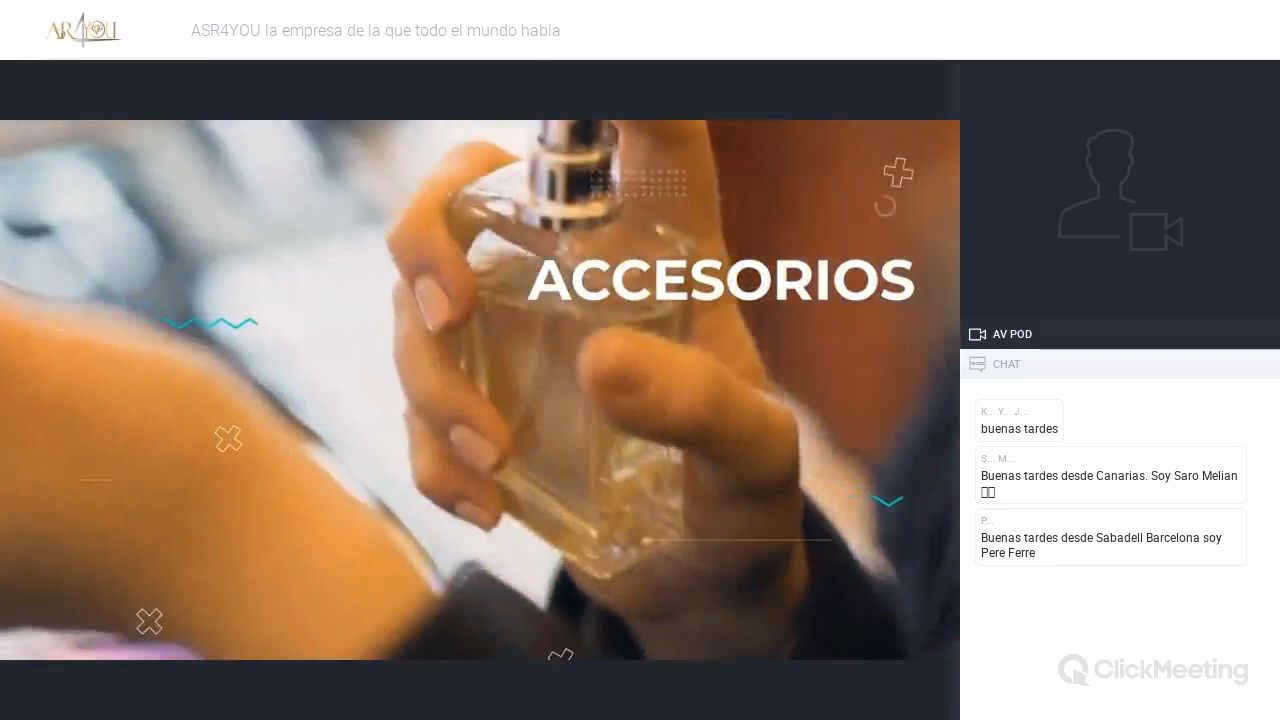 ASR4YOU la empresa de la que todo el mundo habla
ACCESORIOS
AV POD
CHAT
K... Y... J...
buenas tardes
S... M...
Buenas tardes desde Canarias. Soy Saro Melian
P...
Buenas tardes desde Sabadell Barcelona soy
Pere Ferre
ClickMeeting